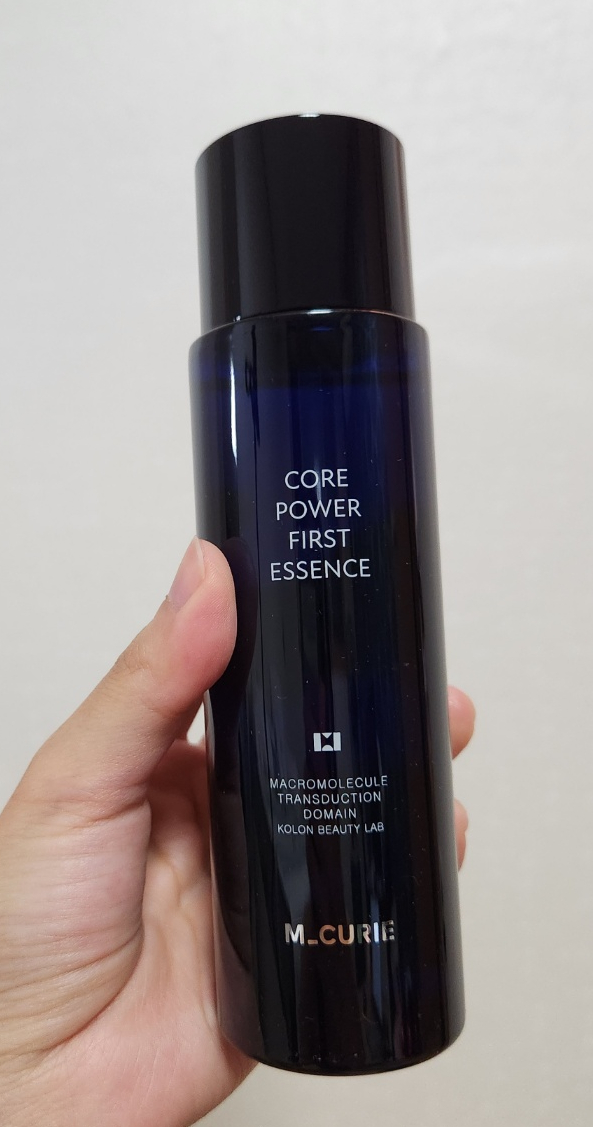 CORE
POWER
FIRST
ESSENCE
MACROMOLECULE
TRANSDUCTION
DOMAIN
KOLON BEAUTY LAB
M_CURIE